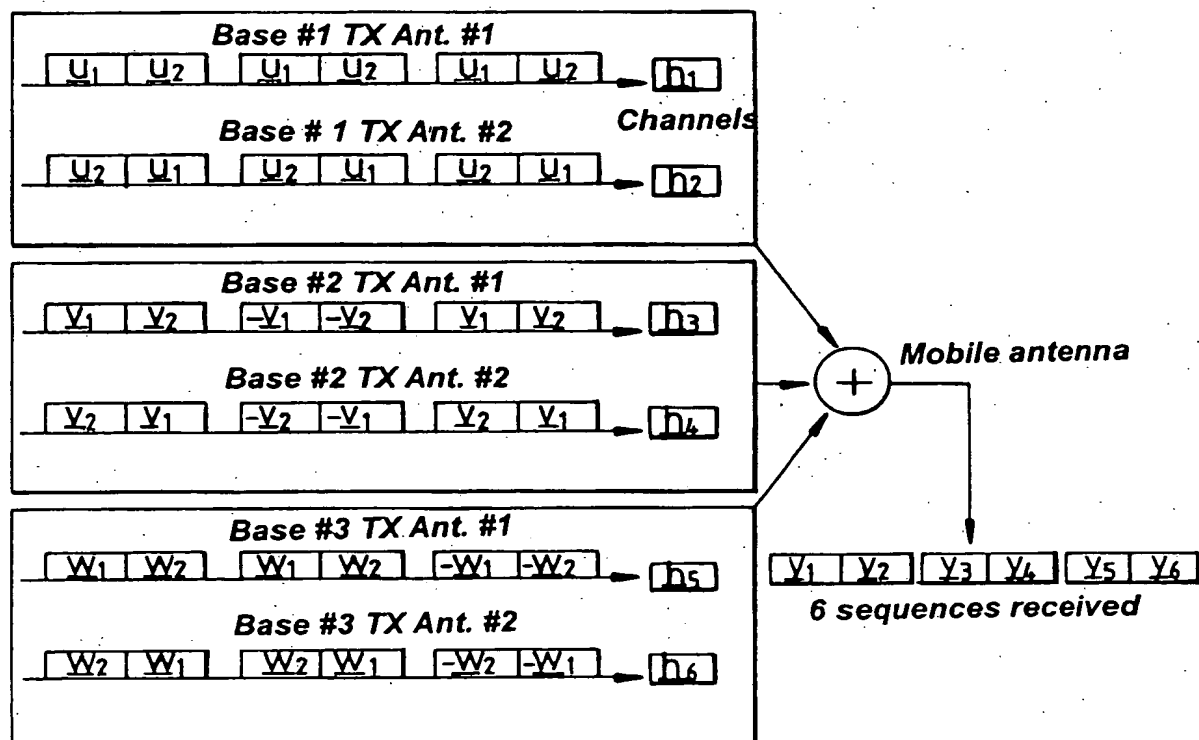 Base #1 TX Ant. #1
U1 U2 U1 U2 U1 U2 h1
Channels
Base # 1 TX Ant. #2
U2 U1 U2 U1 U2 U1 h2
Base #2 TX Ant. #1
V1 V2 -V1 -V2 V1 V2 h3
Base #2 TX Ant. #2
V2 V1 -V2 -V1 V2 V1 h4
+
Mobile antenna
Base #3 TX Ant. #1
W1 W2 W1 W2 -W1 -W2 h5
Base #3 TX Ant. #2
W2 W1 W2 W1 -W2 -W1 h6
y1 y2 y3 y4 y5 y6
6 sequences received